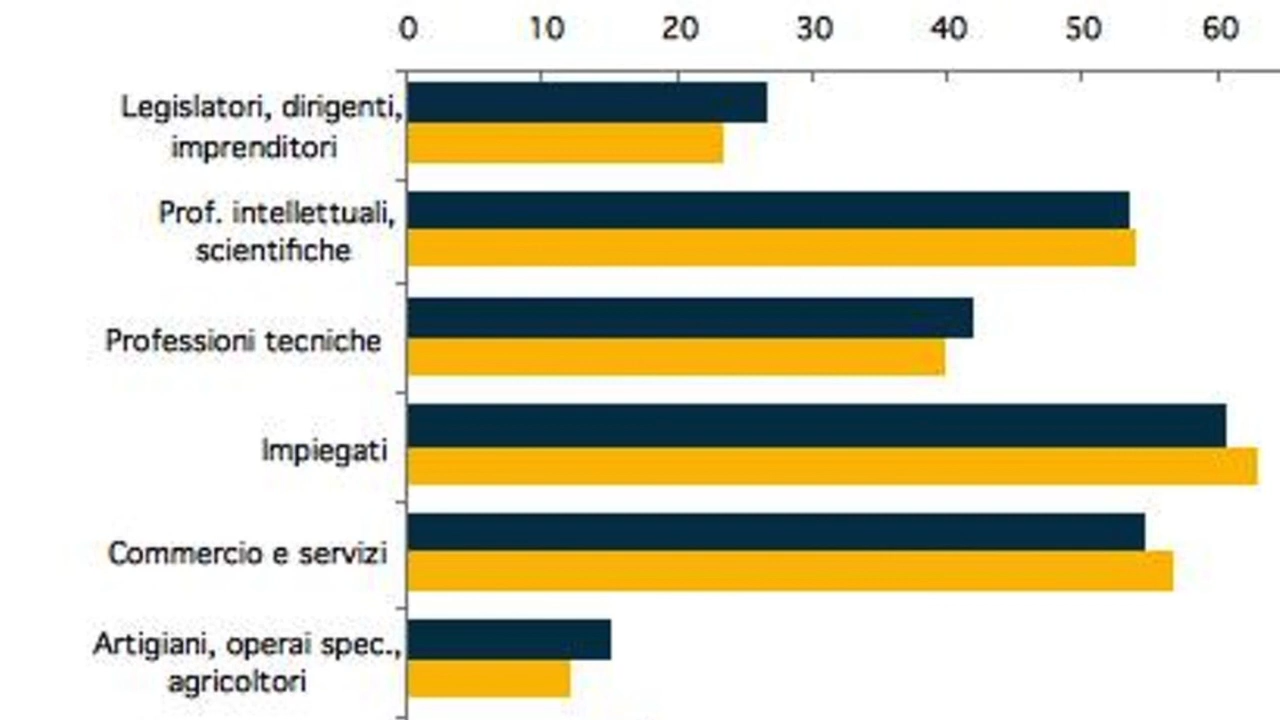 0 10 20 30 40 50 60
Legislatori, dirigenti,
imprenditori
Prof. intellettuali,
scientifiche
Professioni tecniche
Impiegati
Commercio e servizi
Artigiani, operai spec.,
agricoltori